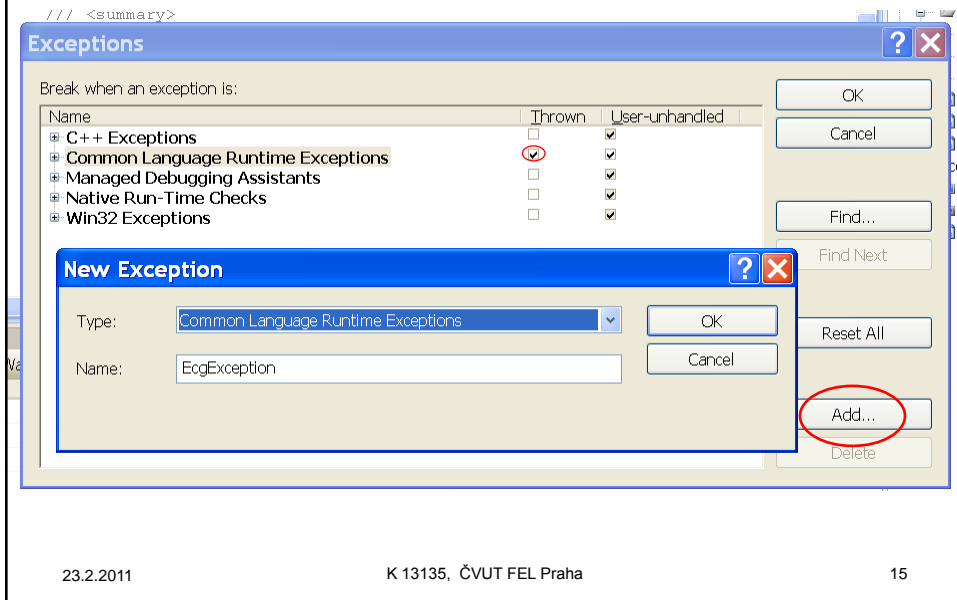 /// <summary>
Exceptions
Break when an exception is:
Name Thrown User-unhandled
C++ Exceptions
Common Language Runtime Exceptions
Managed Debugging Assistants
Native Run-Time Checks
Win32 Exceptions
OK
Cancel
Find...
Find Next
Reset All
Add...
Delete
New Exception
Type: Common Language Runtime Exceptions
Name: EcgException
OK
Cancel
23.2.2011 K 13135, ČVUT FEL Praha 15